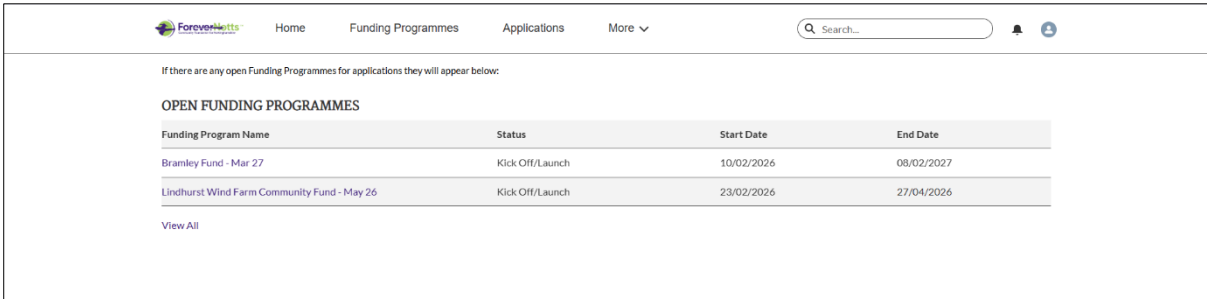 ForeverNotts
Home
Funding Programmes
Applications
More
Search...
If there are any open Funding Programmes for applications they will appear below:
OPEN FUNDING PROGRAMMES
Funding Program Name Status Start Date End Date
Bramley Fund - Mar 27 Kick Off/Launch 10/02/2026 08/02/2027
Lindhurst Wind Farm Community Fund - May 26 Kick Off/Launch 23/02/2026 27/04/2026
View All